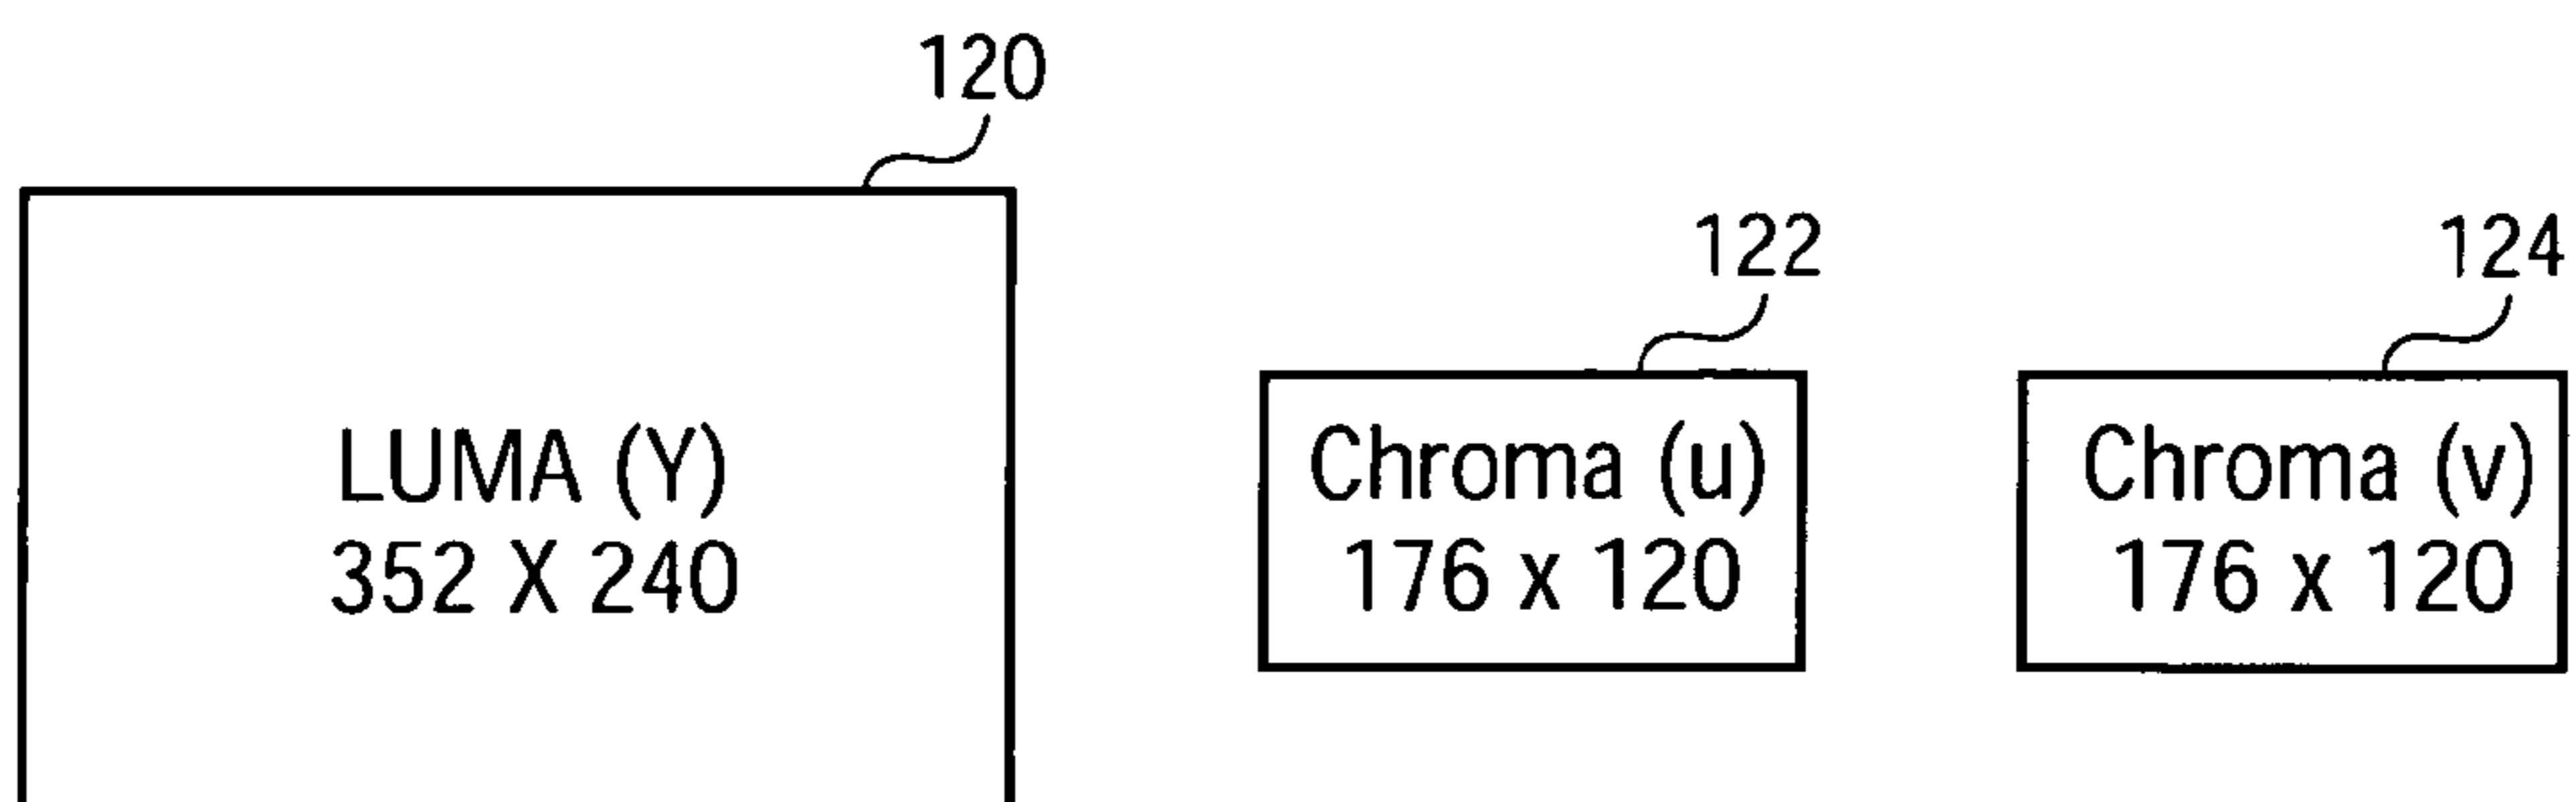 120
122
124
LUMA (Y)
352 X 240
Chroma (u)
176 x 120
Chroma (v)
176 x 120